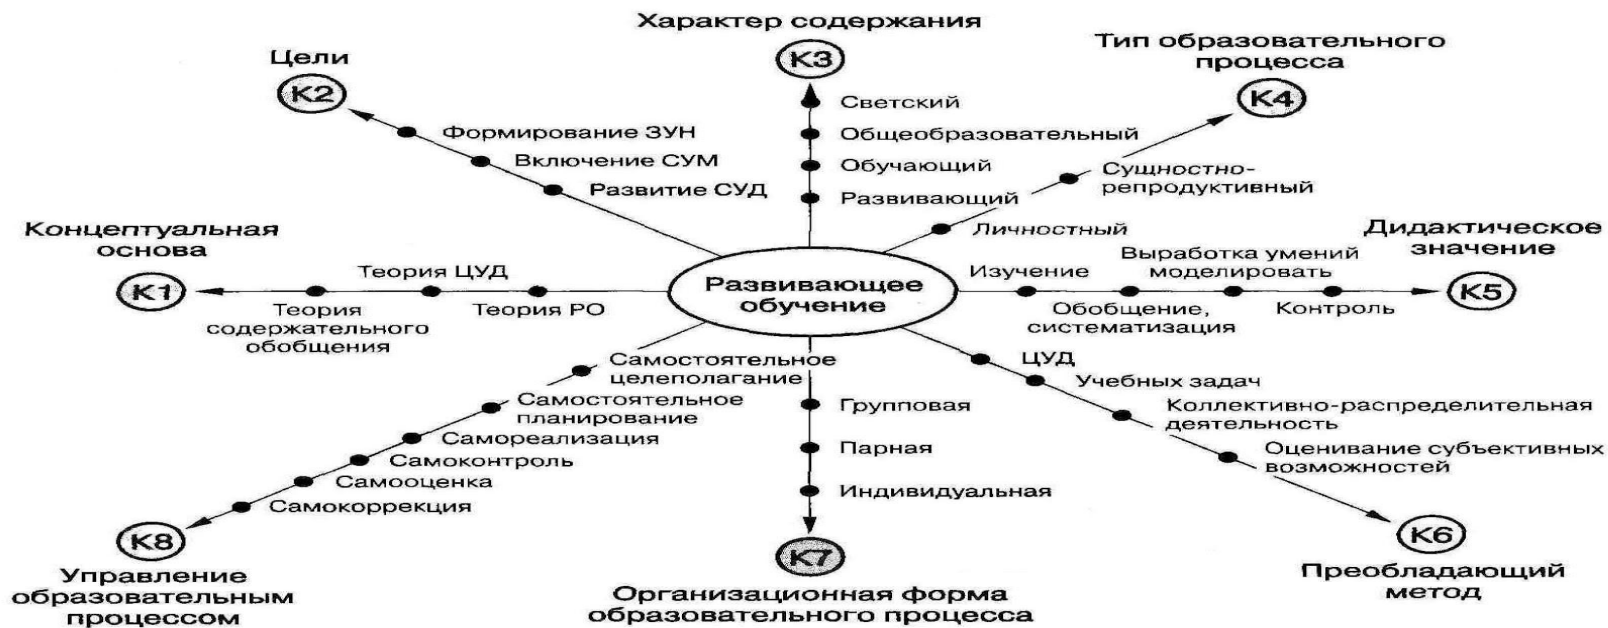 Характер содержания
К3
Светский
Общеобразовательный
Обучающий
Развивающий
Цели
К2
Формирование ЗУН
Включение СУМ
Развитие СУД
Тип образовательного
процесса
К4
Сущностно-
репродуктивный
Личностный
Концептуальная
основа
К1
Теория ЦУД
Теория
содержательного
обобщения
Теория РО
Развивающее
обучение
Дидактическое
значение
К5
Изучение
Выработка умений
моделировать
Обобщение,
систематизация
Контроль
Самостоятельное
целеполагание
Самостоятельное
планирование
Самореализация
Самоконтроль
Самооценка
Самокоррекция
К8
Управление
образовательным
процессом
Групповая
Парная
Индивидуальная
К7
Организационная форма
образовательного процесса
ЦУД
Учебных задач
Коллективно-распределительная
деятельность
Оценивание субъективных
возможностей
К6
Преобладающий
метод